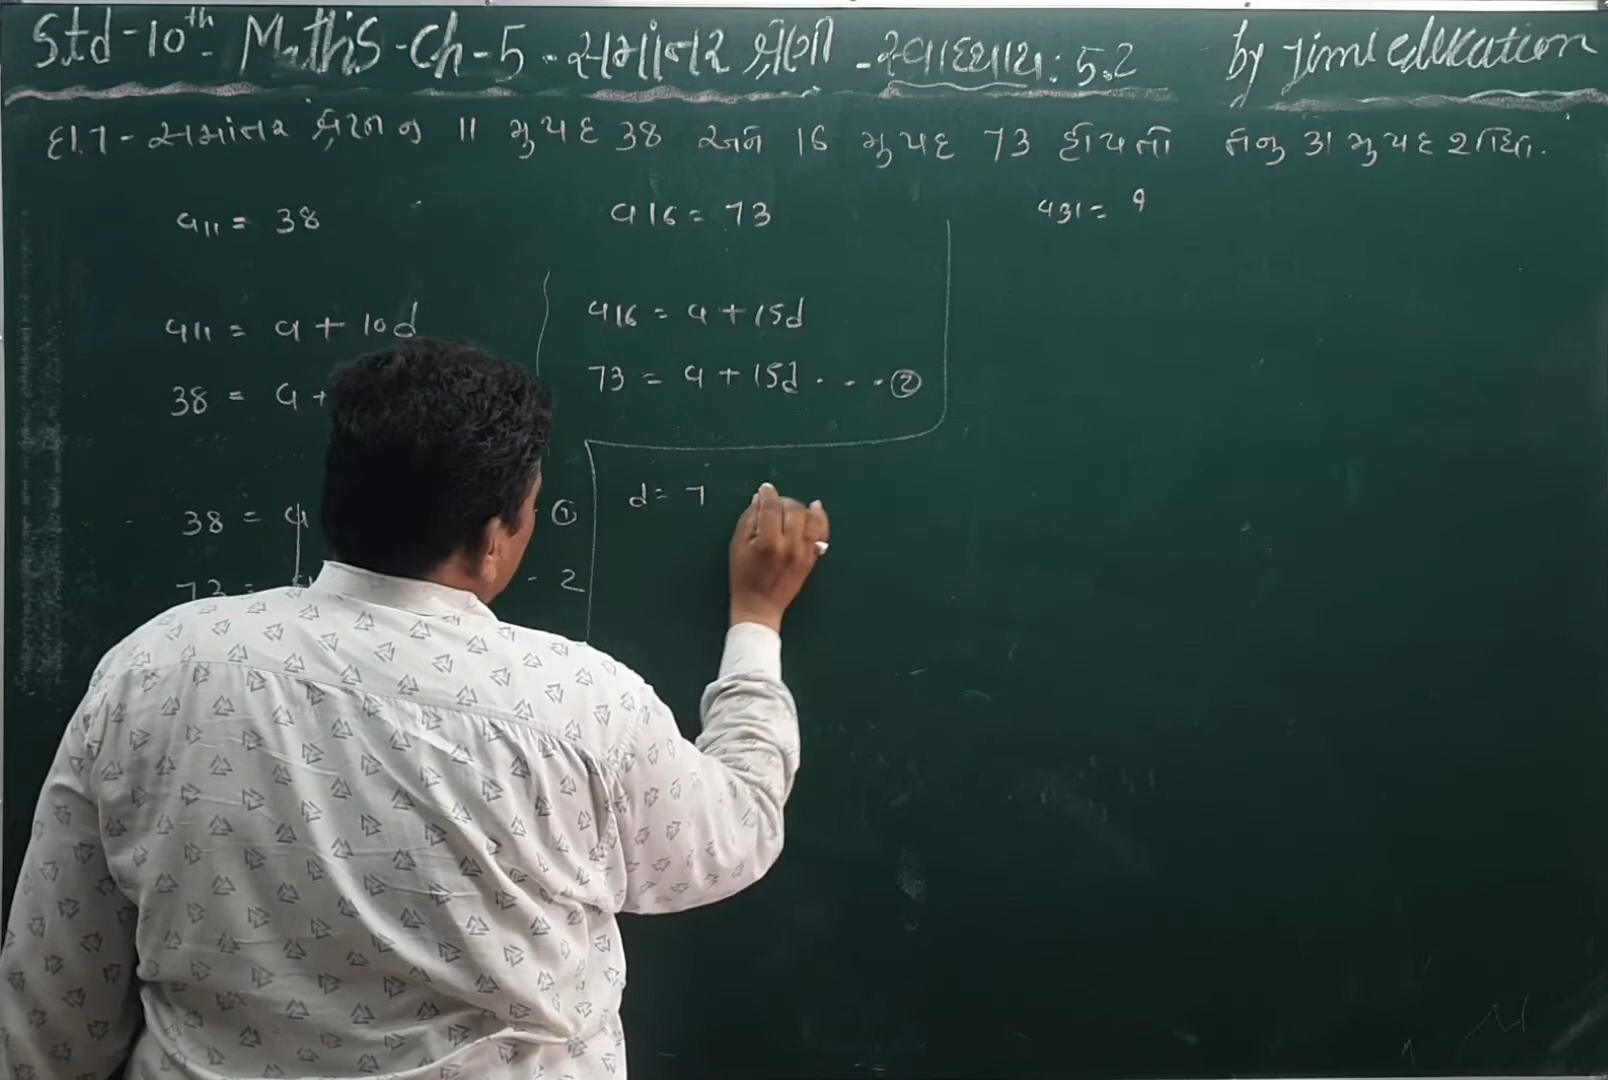 Std-10th- Maths-Ch-5-સમાંતર શ્રેણી -સ્વાધ્યાય: 5.2 by Jimi education
દા.7-સમાંતર શ્રેણીનું 11 મુ પદ 38 અને 16 મુ પદ 73 હોય તો તેનુ 31 મુ પદ શોધો.
a11 = 38
a16 = 73
a31 = ?
a11 = a + 10d
38 = a +
a16 = a + 15d
73 = a + 15d . . . ②
38 = a ①
73 = - 2
d = 7